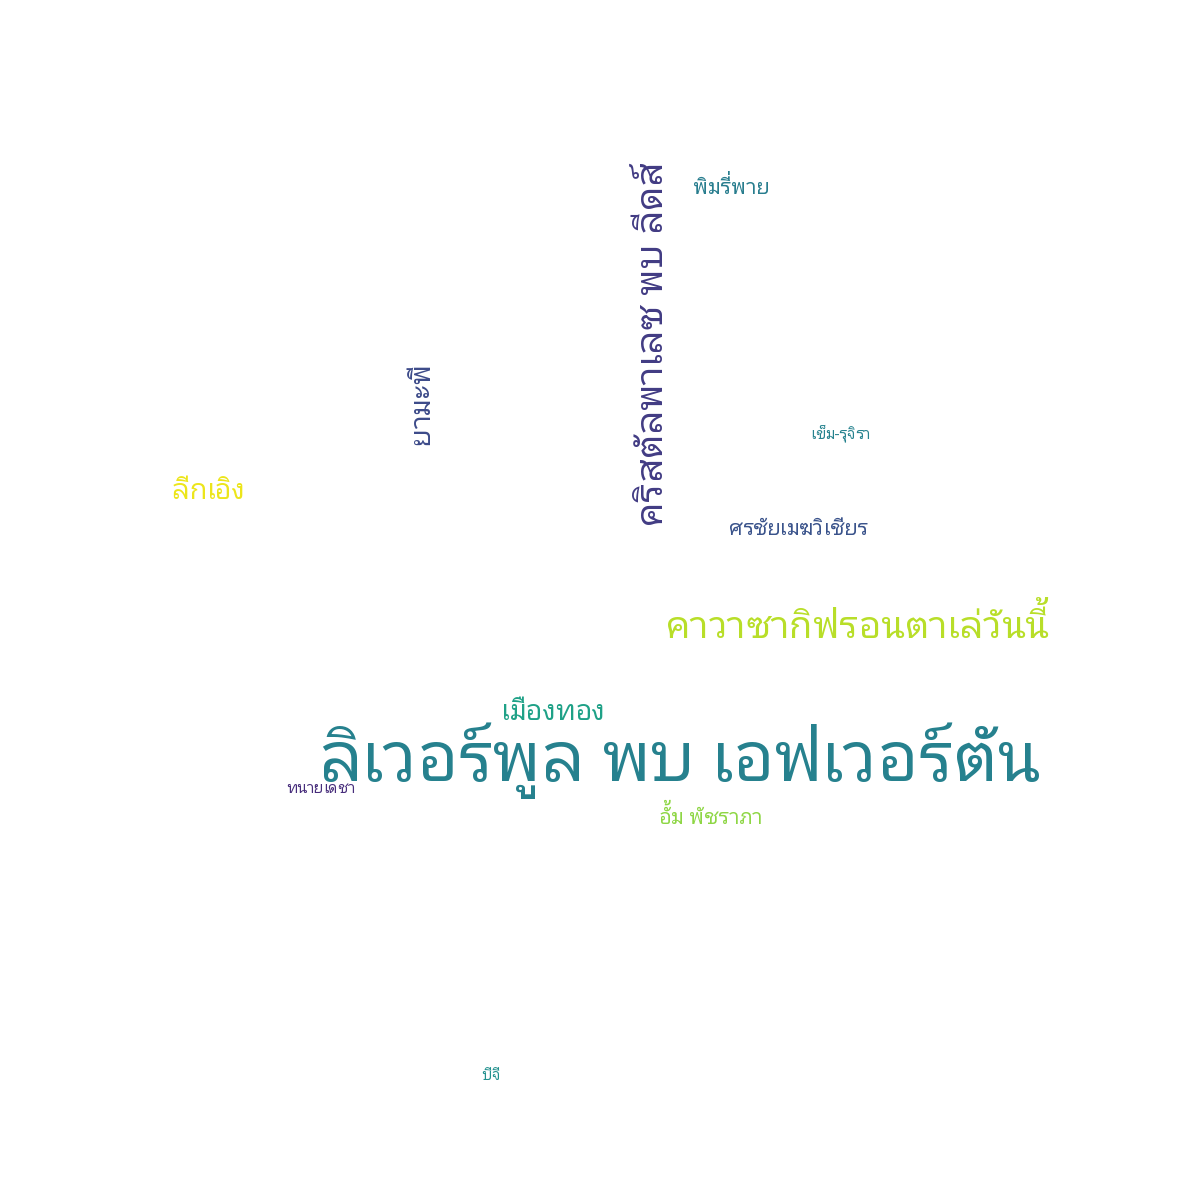 พิมรี่พาย
คริสตัลพาเลซ พบ ลีดส์
ยามะพี
เข็ม-รุจิรา
ลีกเอิง
ศรชัยเมฆวิเชียร
คาวาซากิฟรอนตาเล่วันนี้
เมืองทอง
ลิเวอร์พูล พบ เอฟเวอร์ตัน
ทนายเดชา
อั้ม พัชราภา
บีจี